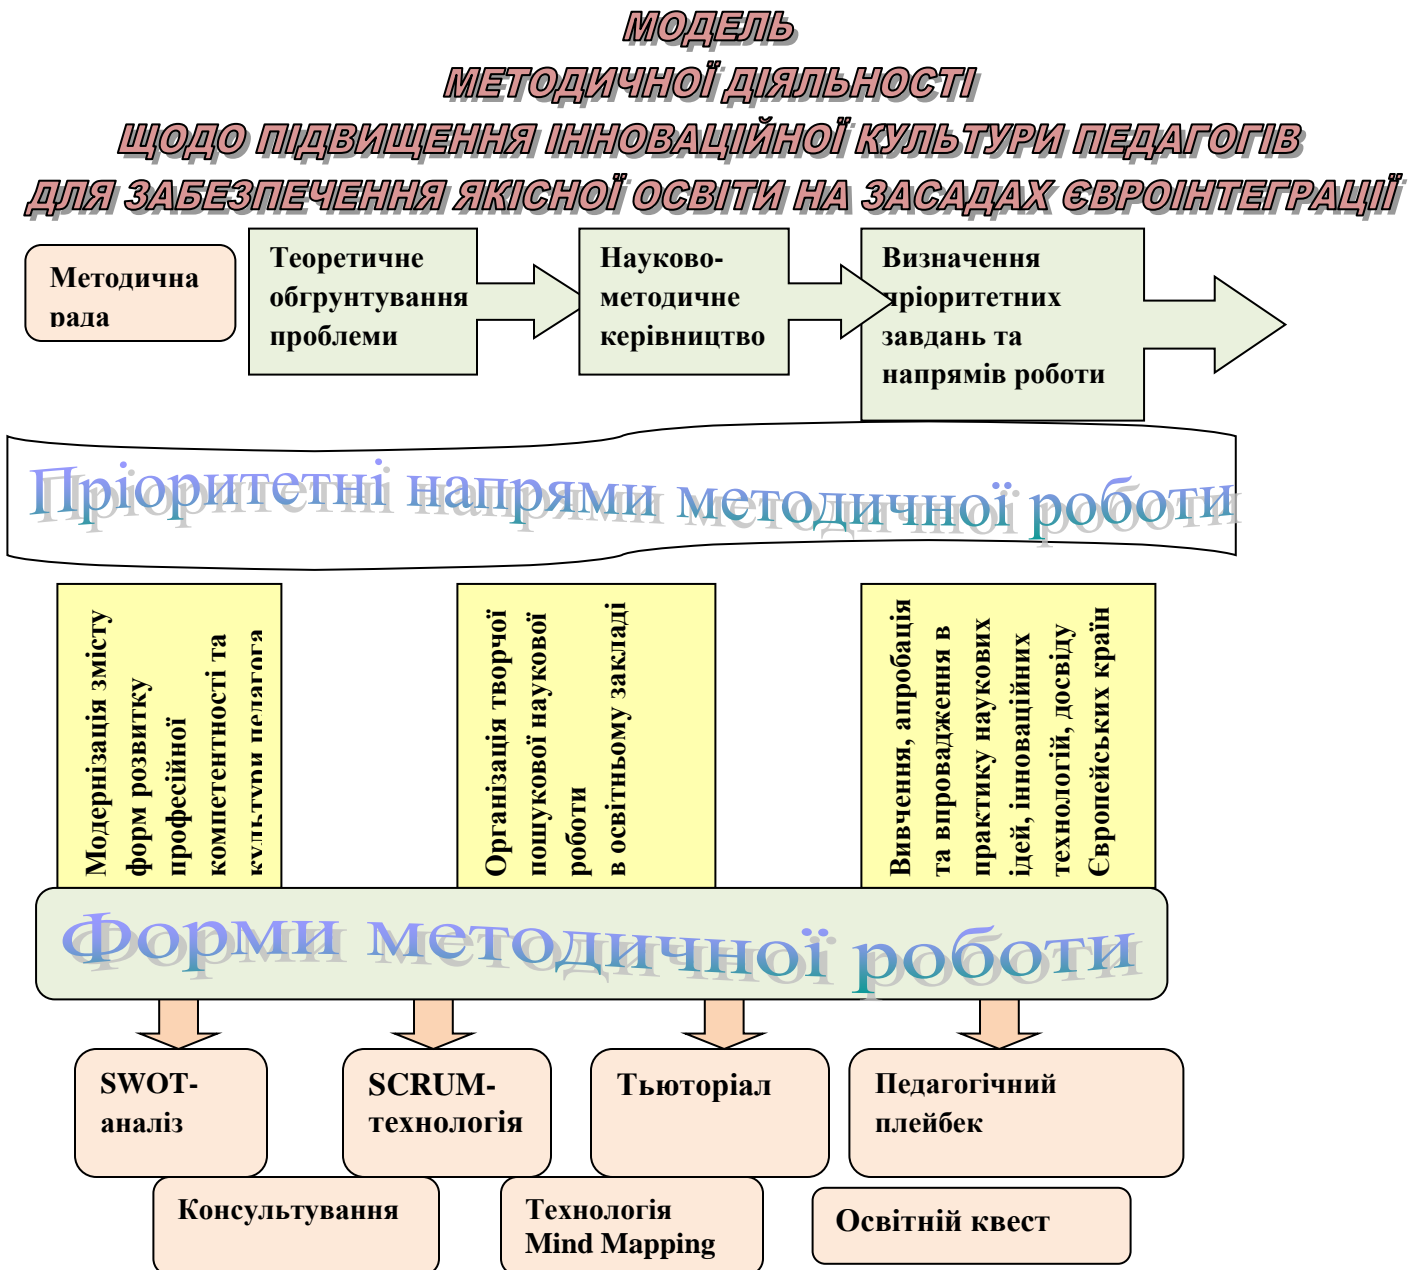 МОДЕЛЬ
МЕТОДИЧНОЇ ДІЯЛЬНОСТІ
ЩОДО ПІДВИЩЕННЯ ІННОВАЦІЙНОЇ КУЛЬТУРИ ПЕДАГОГІВ
ДЛЯ ЗАБЕЗПЕЧЕННЯ ЯКІСНОЇ ОСВІТИ НА ЗАСАДАХ ЄВРОІНТЕГРАЦІЇ
Методична
рада
Теоретичне
обгрунтування
проблеми
Науково-
методичне
керівництво
Визначення
пріоритетних
завдань та
напрямів роботи
Пріоритетні напрями методичної роботи
Модернізація змісту
форм розвитку
професійної
компетентності та
культури педагога
Організація творчої
пошукової наукової
роботи
в освітньому закладі
Вивчення, апробація
та впровадження в
практику наукових
ідей, інноваційних
технологій, досвіду
Європейських країн
Форми методичної роботи
SWOT-
аналіз
SCRUM-
технологія
Тьюторіал
Педагогічний
плейбек
Консультування
Технологія
Mind Mapping
Освітній квест